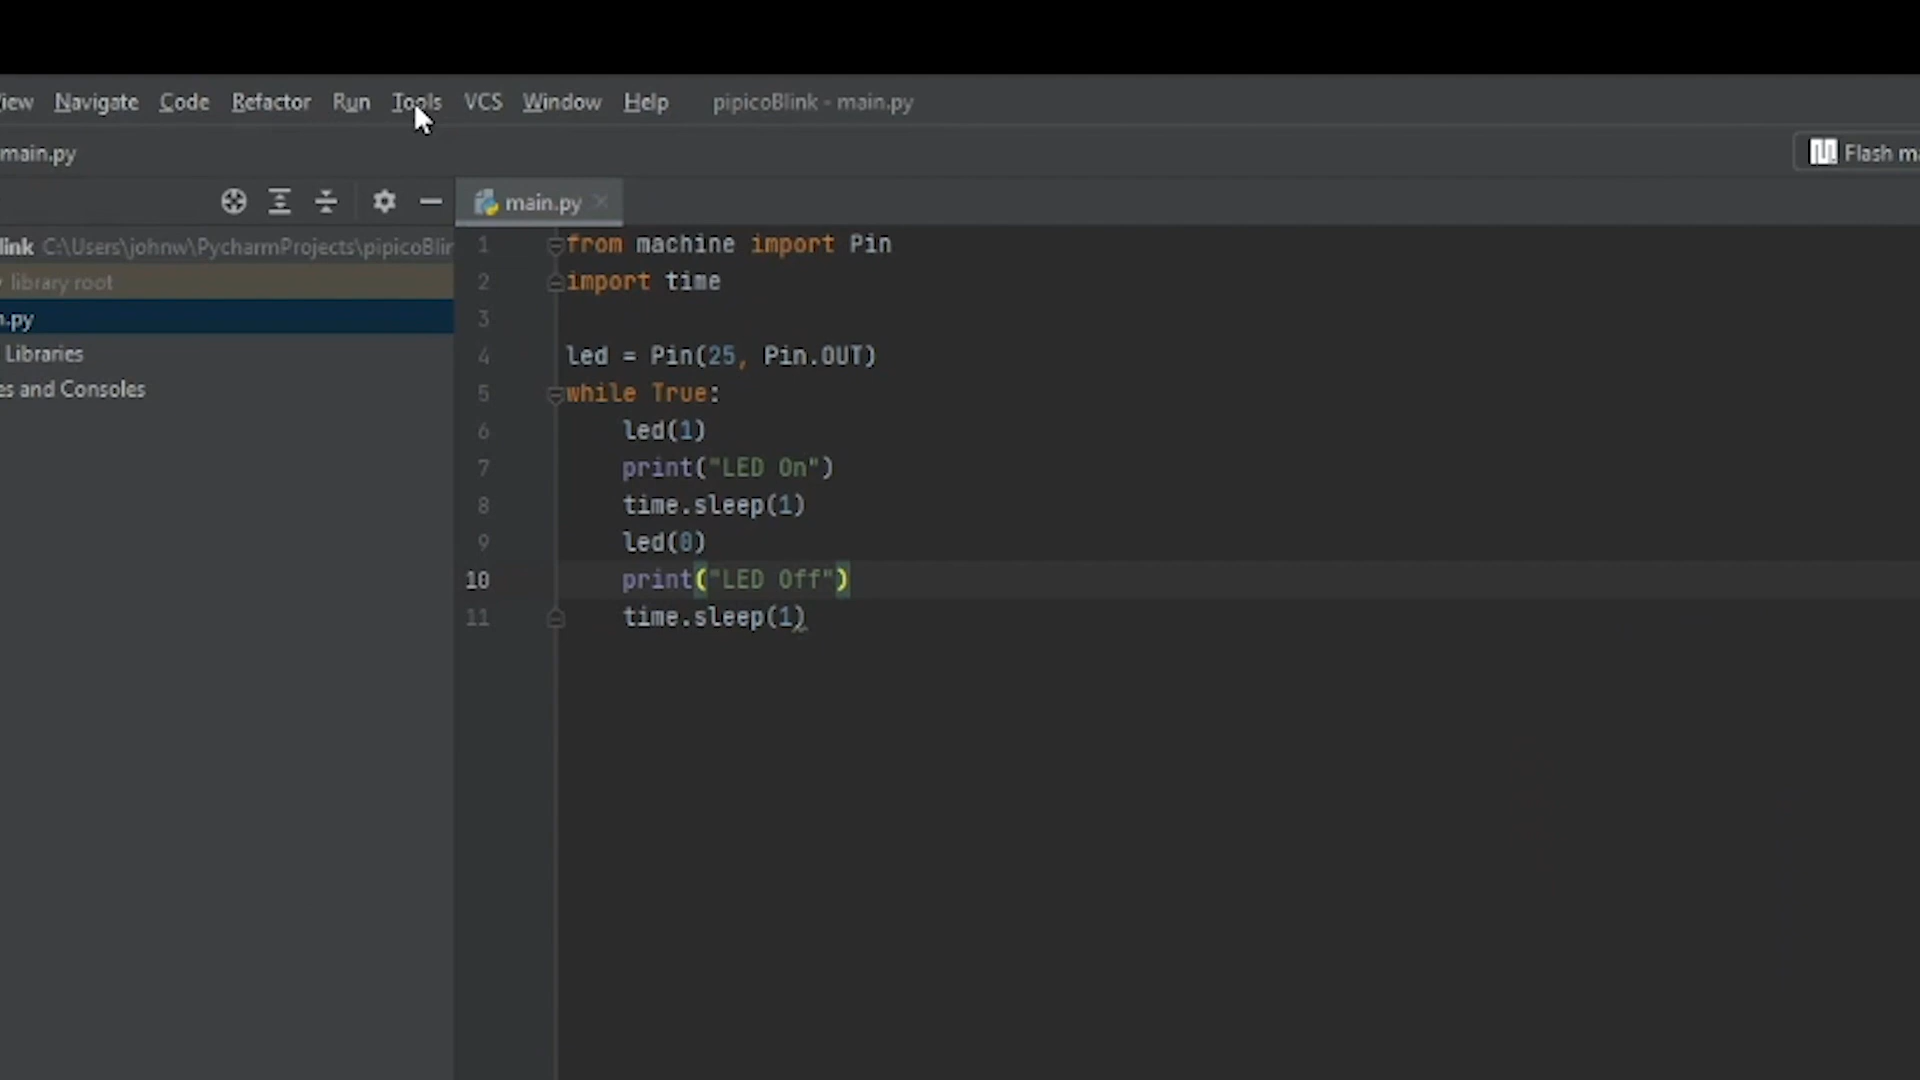 Navigate Code Refactor Run Tools VCS Window Help pipicoBlink - main.py
main.py
Flash
main.py
C:\Users\johnw\PycharmProjects\pipicoBlin
library root
.py
Libraries
and Consoles
1 from machine import Pin
2 import time
3
4 led = Pin(25, Pin.OUT)
5 while True:
6 led(1)
7 print("LED On")
8 time.sleep(1)
9 led(0)
10 print("LED Off")
11 time.sleep(1)